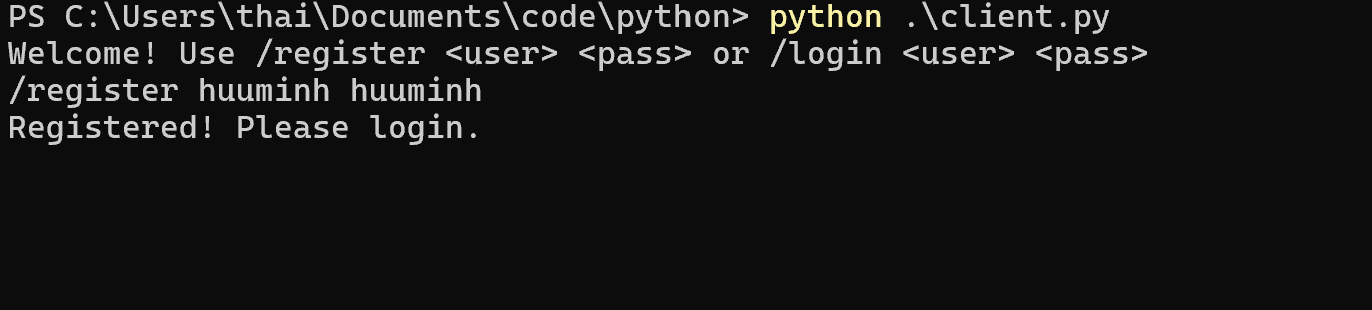 PS C:\Users\thai\Documents\code\python> python .\client.py
Welcome! Use /register <user> <pass> or /login <user> <pass>
/register huuminh huuminh
Registered! Please login.